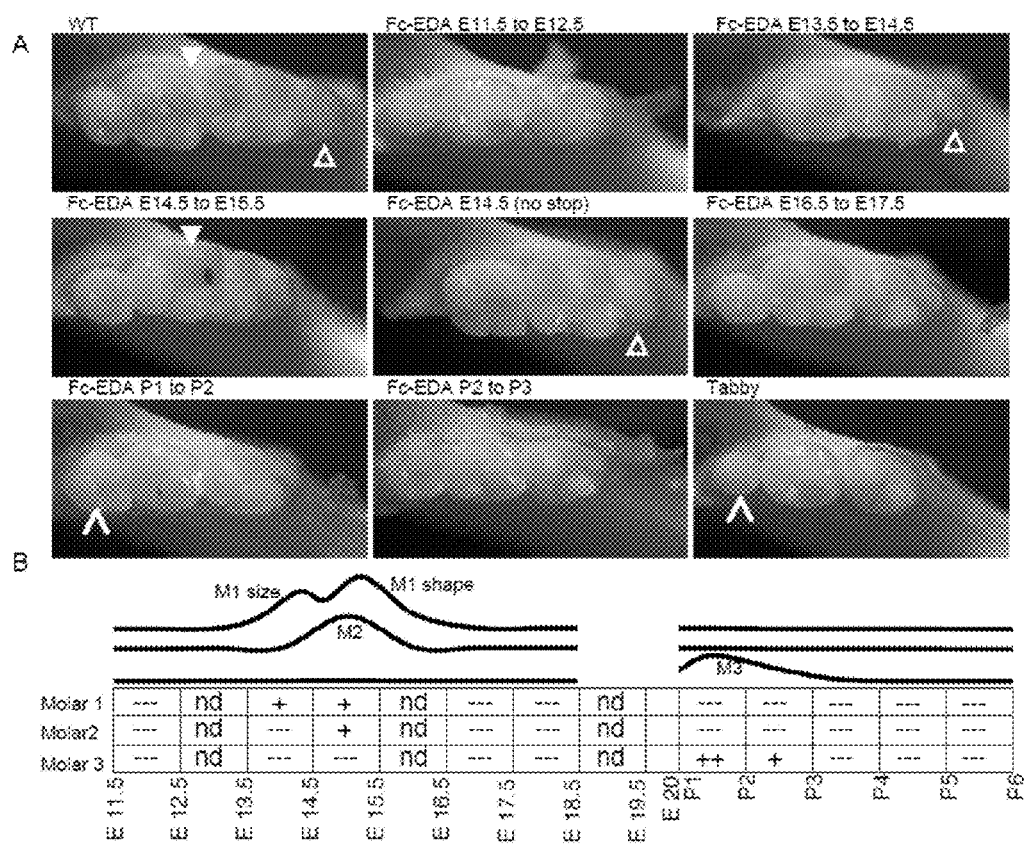 A
WT
Fc-EDA E11.5 to E12.5
Fc-EDA E13.5 to E14.5
Fc-EDA E14.5 to E15.5
Fc-EDA E14.5 (no stop)
Fc-EDA E16.5 to E17.5
Fc-EDA P1 to P2
Fc-EDA P2 to P3
Tabby
B
M1 size
M1 shape
M2
M3
Molar 1 --- nd + + nd --- --- nd --- --- --- --- ---
Molar2 --- nd --- + nd --- --- nd --- --- --- --- ---
Molar 3 --- nd --- --- nd --- --- nd ++ + --- --- ---
E 11.5 E 12.5 E 13.5 E 14.5 E 15.5 E 16.5 E 17.5 E 18.5 E 19.5 E 20 P1 P2 P3 P4 P5 P6